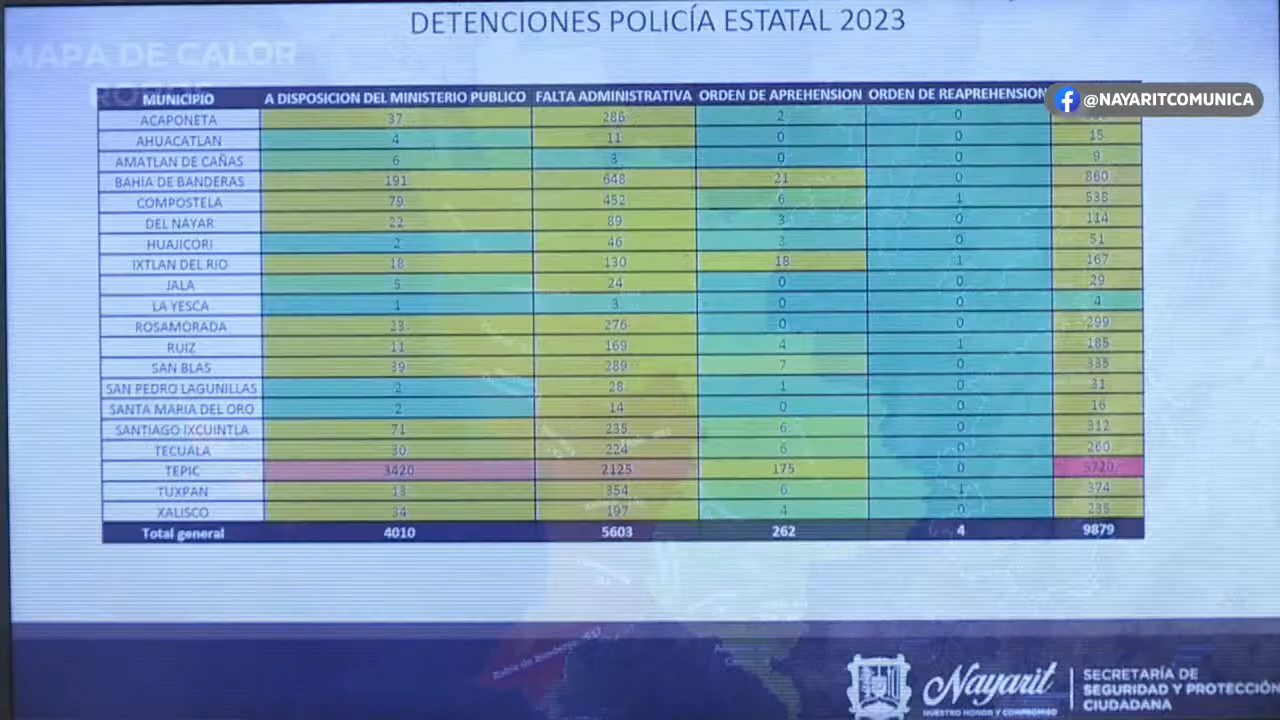 DETENCIONES POLICÍA ESTATAL 2023
MAPA DE CALOR
@NAYARITCOMUNICA
MUNICIPIO A DISPOSICION DEL MINISTERIO PUBLICO FALTA ADMINISTRATIVA ORDEN DE APREHENSION ORDEN DE REAPREHENSION
ACAPONETA 37 286 2 0
AHUACATLAN 4 11 0 0 15
AMATLAN DE CAÑAS 6 3 0 0 9
BAHIA DE BANDERAS 191 648 21 0 860
COMPOSTELA 79 452 6 1 538
DEL NAYAR 22 89 3 0 114
HUAJICORI 2 46 3 0 51
IXTLAN DEL RIO 18 130 18 1 167
JALA 5 24 0 0 29
LA YESCA 1 3 0 0 4
ROSAMORADA 23 276 0 0 299
RUIZ 11 169 4 1 185
SAN BLAS 39 289 7 0 335
SAN PEDRO LAGUNILLAS 2 28 1 0 31
SANTA MARIA DEL ORO 2 14 0 0 16
SANTIAGO IXCUINTLA 71 235 6 0 312
TECUALA 30 224 6 0 260
TEPIC 3420 2125 175 0 5720
TUXPAN 13 354 6 1 374
XALISCO 34 197 4 0 235
Total general 4010 5603 262 4 9879
Nayarit
NUESTRO HONOR Y COMPROMISO
SECRETARÍA DE
SEGURIDAD Y PROTECCIÓN
CIUDADANA